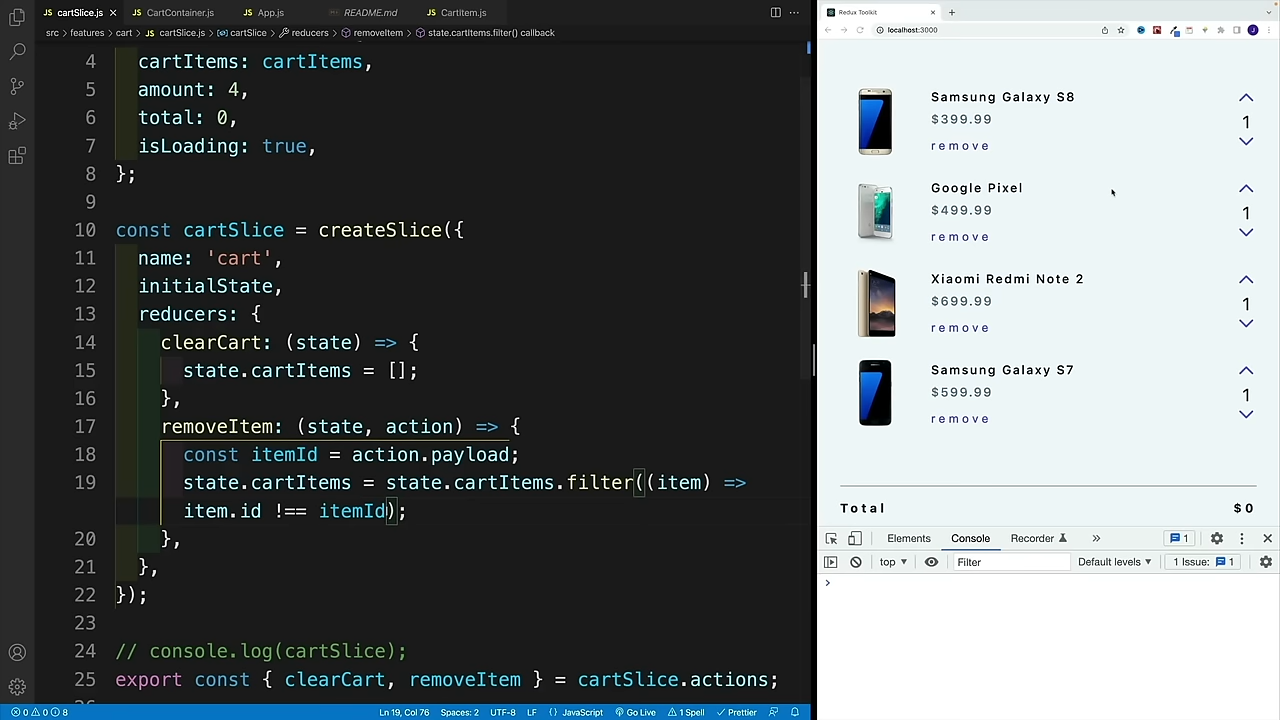 cartSlice.js
CartContainer.js
App.js
README.md
CartItem.js
src > features > cartSlice > reducers > removeItem > state.cartItems.filter() callback
4 cartItems: cartItems,
5 amount: 4,
6 total: 0,
7 isLoading: true,
8 };
9
10 const cartSlice = createSlice({
11 name: 'cart',
12 initialState,
13 reducers: {
14 clearCart: (state) => {
15 state.cartItems = [];
16 },
17 removeItem: (state, action) => {
18 const itemId = action.payload;
19 state.cartItems = state.cartItems.filter((item) =>
item.id !== itemId);
20 },
21 },
22 });
23
24 // console.log(cartSlice);
25 export const { clearCart, removeItem } = cartSlice.actions;
0 0 8 Ln 19, Col 76 Spaces: 2 UTF-8 LF {} JavaScript Go Live 1 Spell Prettier
Redux Toolkit
localhost:3000
J
Samsung Galaxy S8
$399.99
1
remove
Google Pixel
$499.99
1
remove
Xiaomi Redmi Note 2
$699.99
1
remove
Samsung Galaxy S7
$599.99
1
remove
Total $0
Elements Console Recorder 1
top Filter Default levels 1 Issue: 1